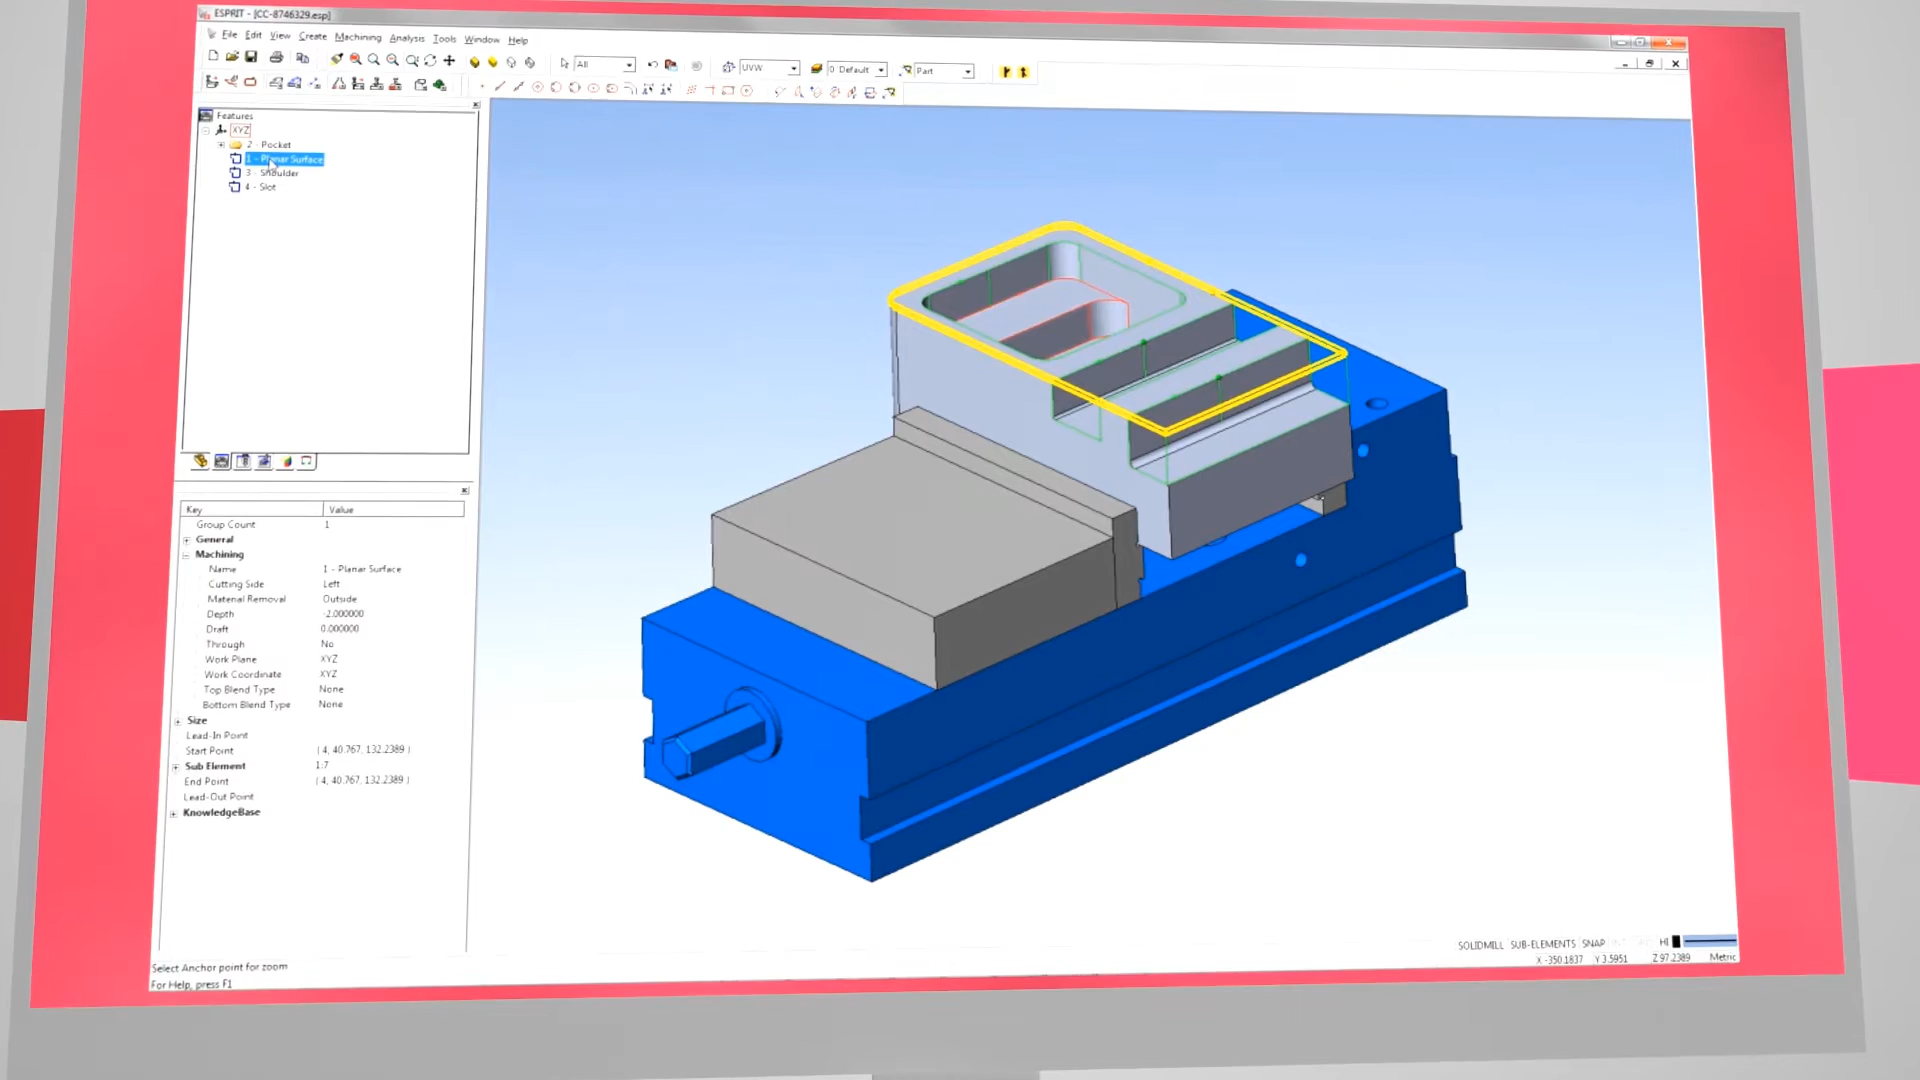 ESPRIT - [CC-8746329.esp]
File Edit View Create Machining Analysis Tools Window Help
All UVW 0 Default Part
Features
XYZ
2 - Pocket
1 - Planar Surface
3 - Shoulder
4 - Slot
Key Value
Group Count 1
General
Machining
Name 1 - Planar Surface
Cutting Side Left
Material Removal Outside
Depth -2.000000
Draft 0.000000
Through No
Work Plane XYZ
Work Coordinate XYZ
Top Blend Type None
Bottom Blend Type None
Size
Lead-In Point
Start Point ( 4, 40.767, 132.2389 )
Sub Element 1:7
End Point ( 4, 40.767, 132.2389 )
Lead-Out Point
KnowledgeBase
Select Anchor point for zoom
For Help, press F1
SOLIDMILL SUB-ELEMENTS SNAP HI
X -350.1837 Y 3.5951 Z 97.2389 Metric